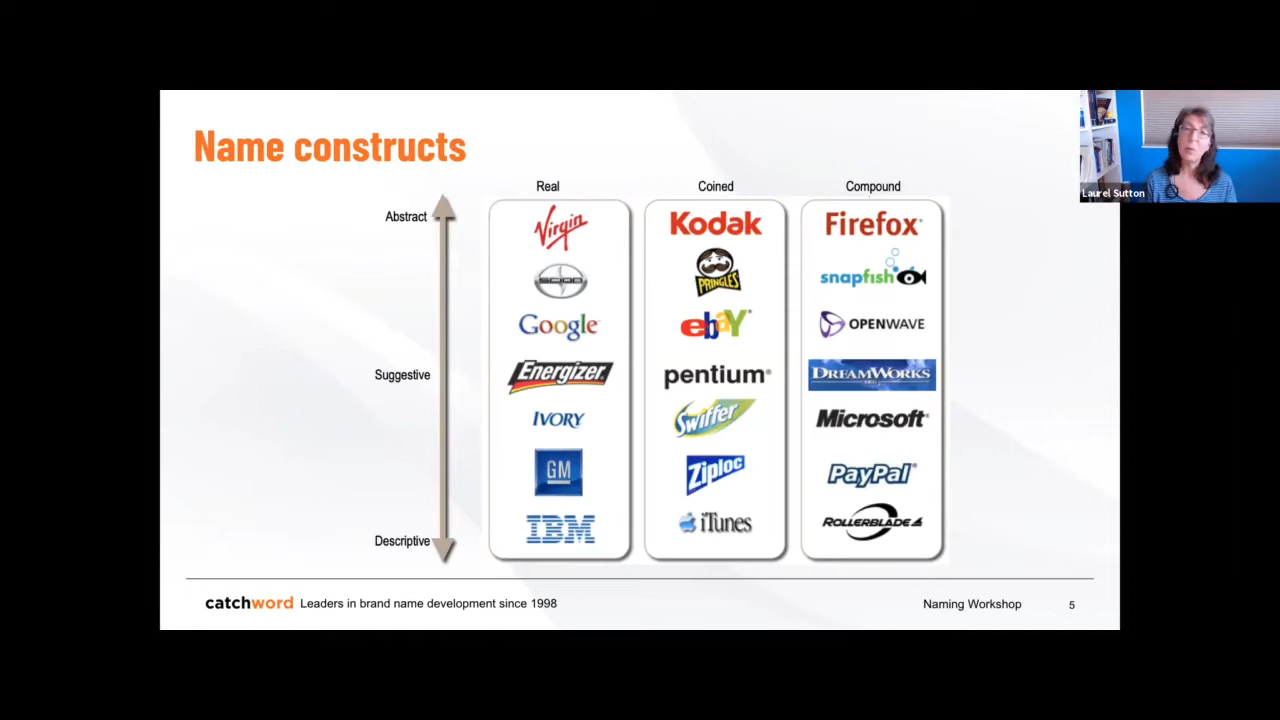 Name constructs
Laurel Sutton
Real Coined Compound
Abstract
Virgin Kodak Firefox
SCION PRINGLES snapfish
Google ebaY OPENWAVE
Suggestive
Energizer. pentium® DREAMWORKS
IVORY Swiffer Microsoft®
GM Ziploc PayPal®
IBM iTunes ROLLERBLADE
Descriptive
catchword Leaders in brand name development since 1998 Naming Workshop 5